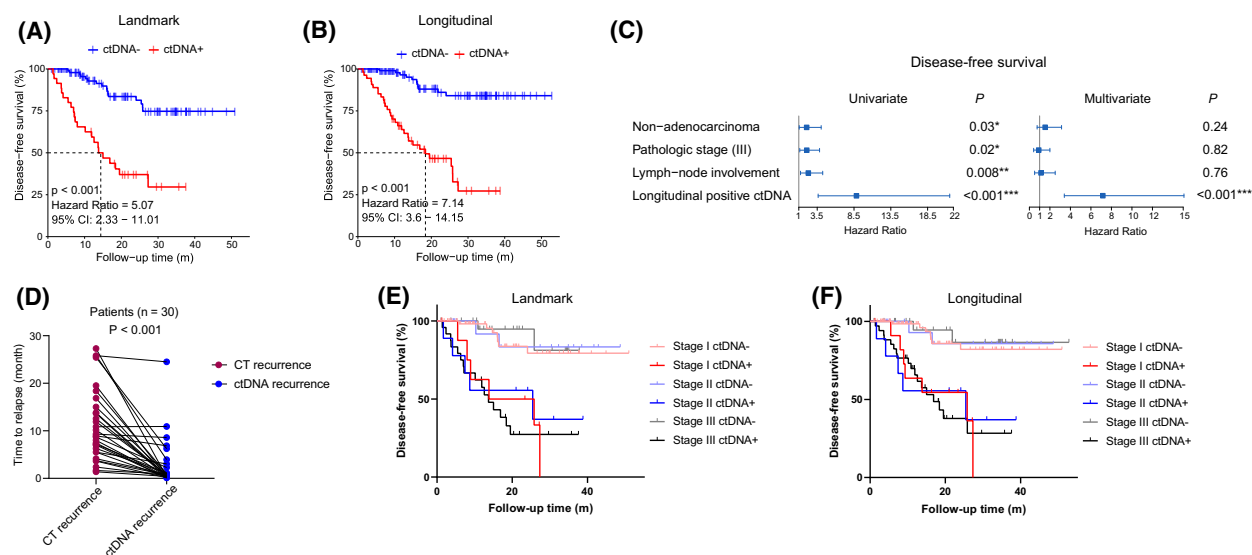 (A)
Landmark
ctDNA- ctDNA+
Disease-free survival (%)
100
75
50
25
0
p < 0.001
Hazard Ratio = 5.07
95% CI: 2.33 − 11.01
0 10 20 30 40 50
Follow−up time (m)
(B)
Longitudinal
ctDNA- ctDNA+
Disease-free survival (%)
100
75
50
25
0
p < 0.001
Hazard Ratio = 7.14
95% CI: 3.6 − 14.15
0 10 20 30 40 50
Follow−up time (m)
(C)
Disease-free survival
Univariate P Multivariate P
Non-adenocarcinoma 0.03* 0.24
Pathologic stage (III) 0.02* 0.82
Lymph-node involvement 0.008** 0.76
Longitudinal positive ctDNA <0.001*** <0.001***
1 3.5 8.5 13.5 18.5 22
Hazard Ratio
0 1 2 5 10 15
Hazard Ratio
(D)
Patients (n = 30)
P < 0.001
Time to relapse (month)
30
20
10
0
CT recurrence
ctDNA recurrence
CT recurrence
ctDNA recurrence
(E)
Landmark
Disease-free survival (%)
100
50
0
0 20 40 60
Follow-up time (m)
Stage I ctDNA-
Stage I ctDNA+
Stage II ctDNA-
Stage II ctDNA+
Stage III ctDNA-
Stage III ctDNA+
(F)
Longitudinal
Disease-free survival (%)
100
50
0
0 20 40
Follow-up time (m)
Stage I ctDNA-
Stage I ctDNA+
Stage II ctDNA-
Stage II ctDNA+
Stage III ctDNA-
Stage III ctDNA+